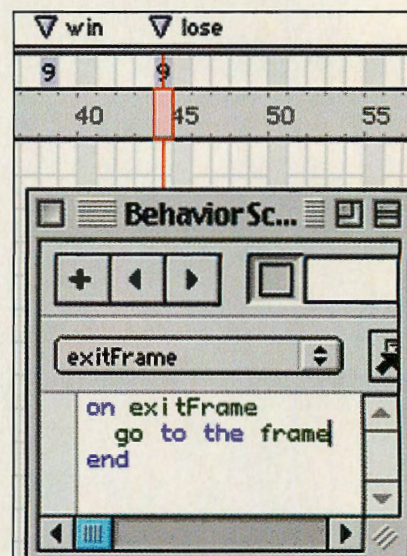 win lose
9 9
40 45 50 55
Behavior Sc...
exitFrame
on exitFrame
go to the frame
end